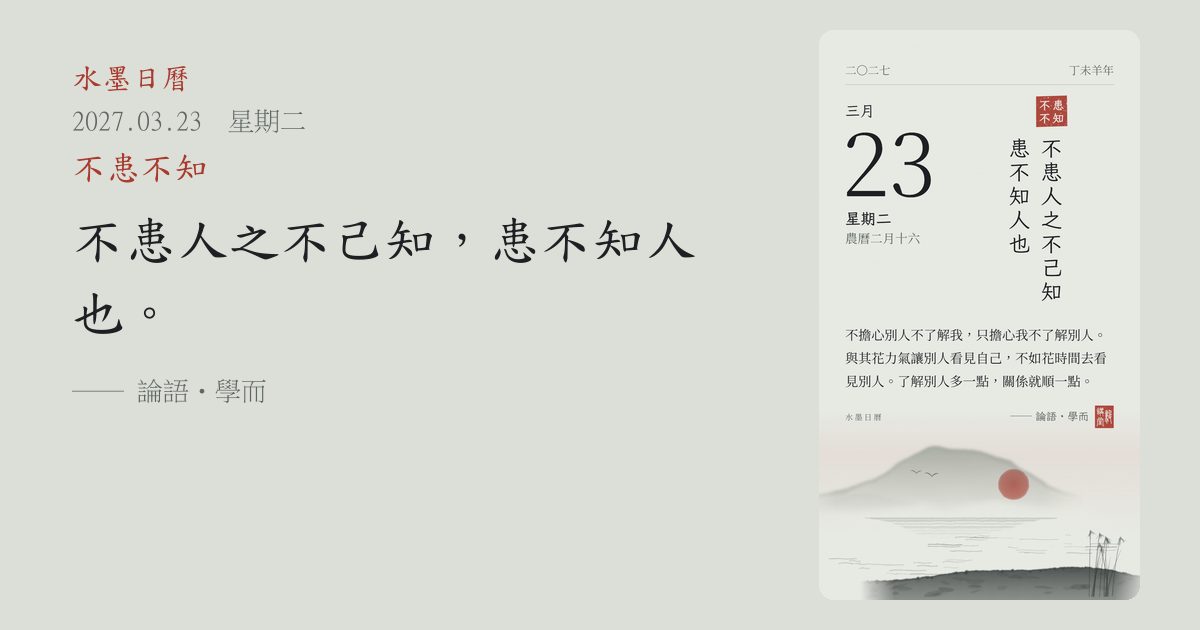 水墨日曆
2027.03.23 星期二
不患不知
不患人之不己知，患不知人
也。
—— 論語・學而
二〇二七
丁未羊年
三月
23
星期二
農曆二月十六
不患不知
不患人之不己知
患不知人也
不擔心別人不了解我，只擔心我不了解別人。
與其花力氣讓別人看見自己，不如花時間去看
見別人。了解別人多一點，關係就順一點。
水墨日曆
—— 論語・學而